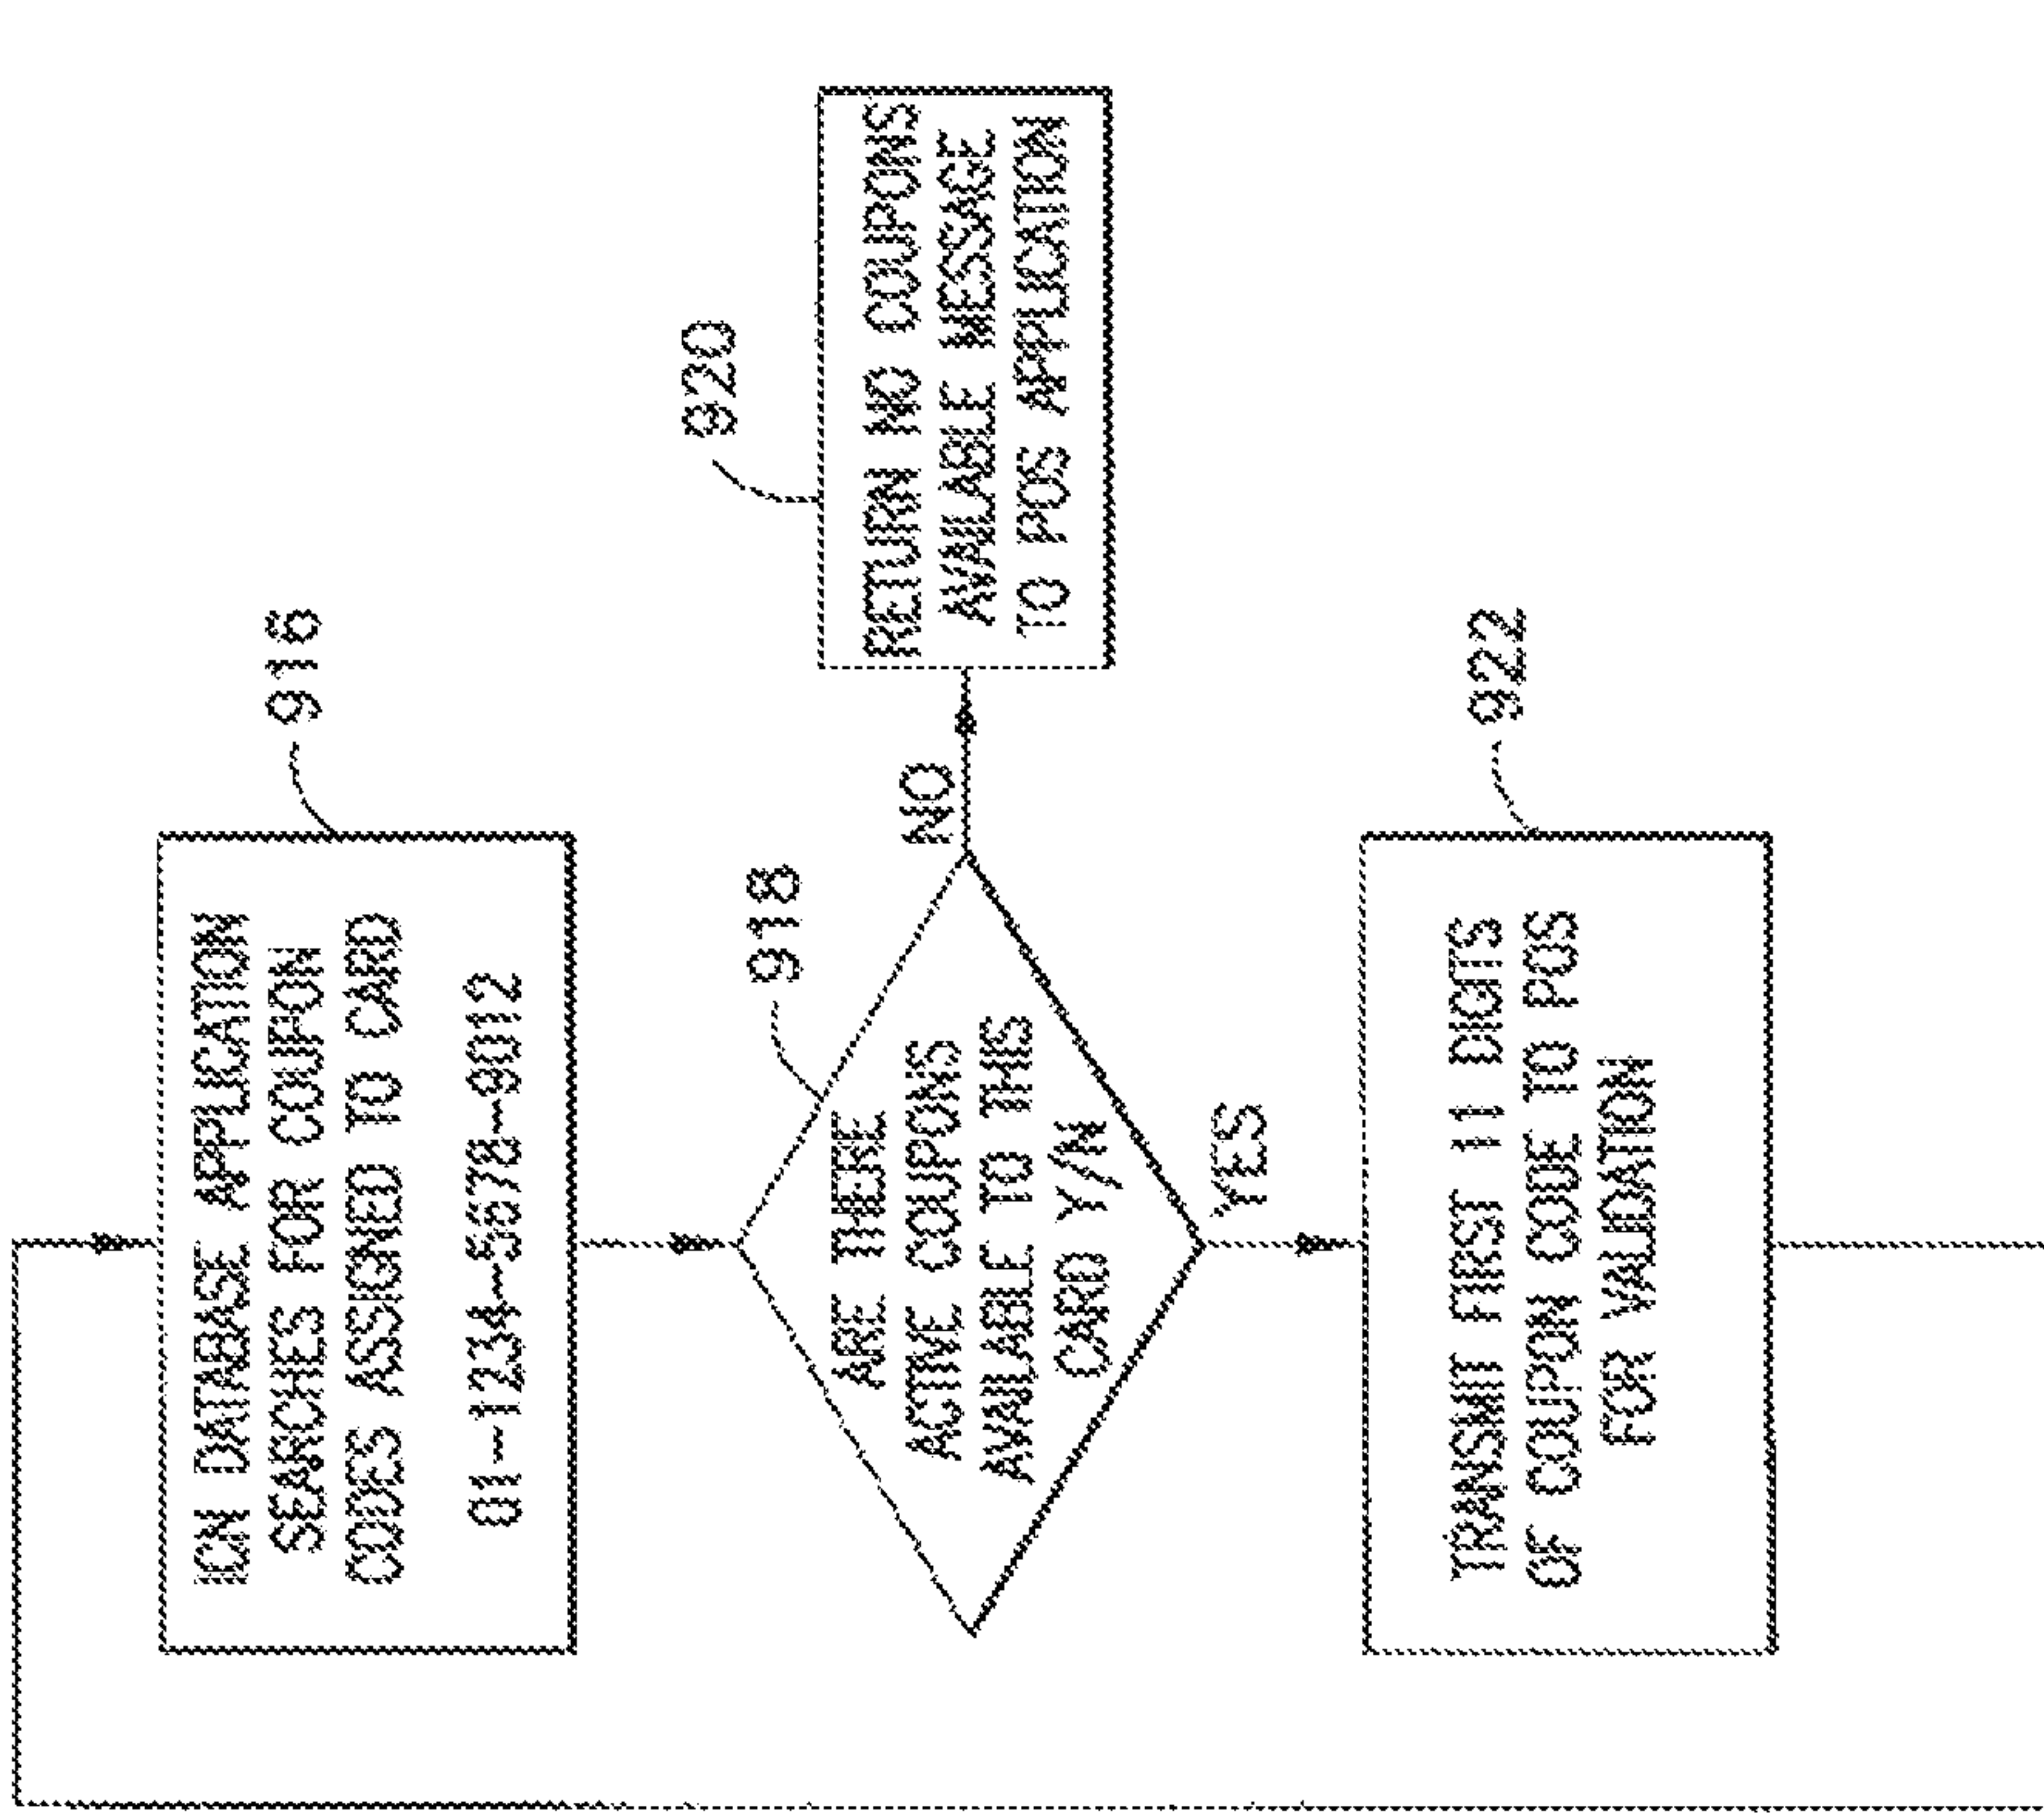 916
ICN DATABASE APPLICATION
SEARCHES FOR COUPON
CODES ASSIGNED TO CARD
01-1234-5678-9012
918
ARE THERE
ACTIVE COUPONS
AVAILABLE TO THIS
CARD Y/N
NO
920
RETURN NO COUPONS
AVAILABLE MESSAGE
TO POS APPLICATION
YES
922
TRANSMIT FIRST 11 DIGITS
OF COUPON CODE TO POS
FOR VALIDATION